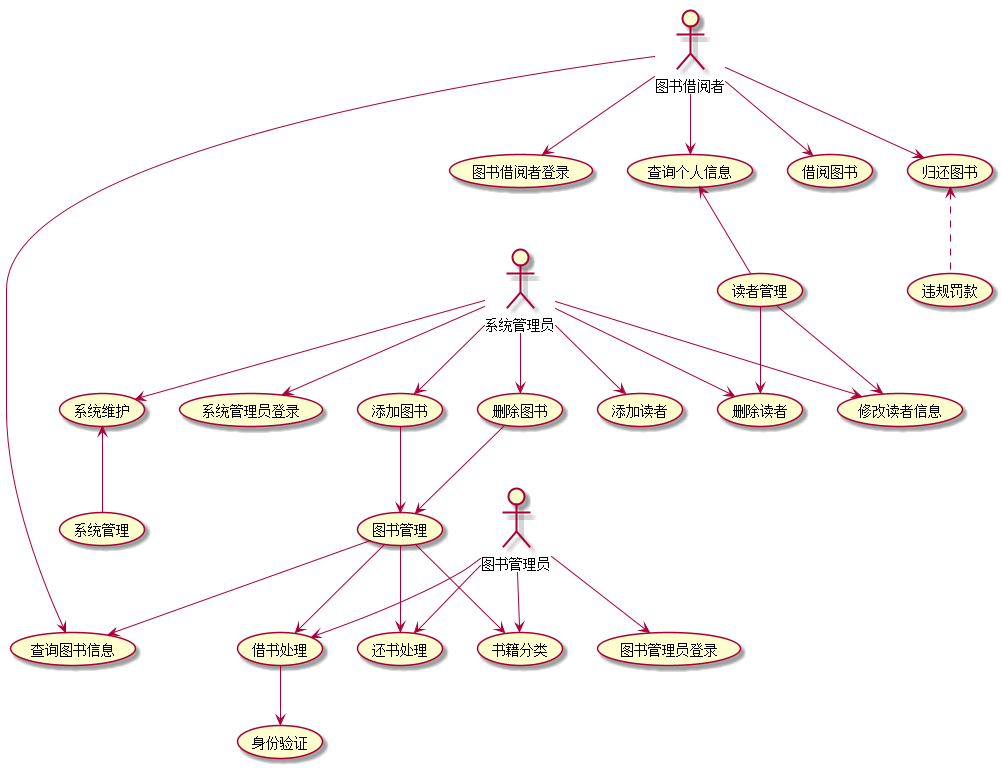 图书借阅者
图书借阅者登录
查询个人信息
借阅图书
归还图书
读者管理
违规罚款
系统管理员
系统维护
系统管理员登录
添加图书
删除图书
添加读者
删除读者
修改读者信息
系统管理
图书管理
图书管理员
查询图书信息
借书处理
还书处理
书籍分类
图书管理员登录
身份验证